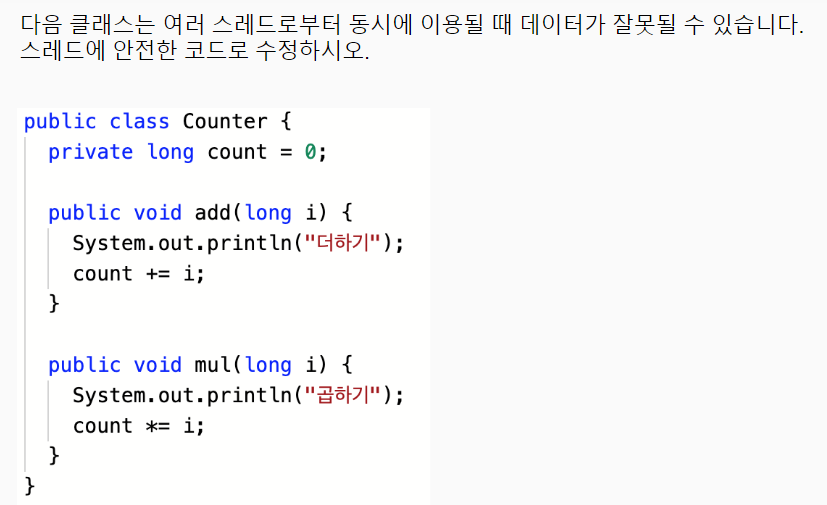 다음 클래스는 여러 스레드로부터 동시에 이용될 때 데이터가 잘못될 수 있습니다.
스레드에 안전한 코드로 수정하시오.
public class Counter {
  private long count = 0;
  public void add(long i) {
    System.out.println("더하기");
    count += i;
  }
  public void mul(long i) {
    System.out.println("곱하기");
    count *= i;
  }
}